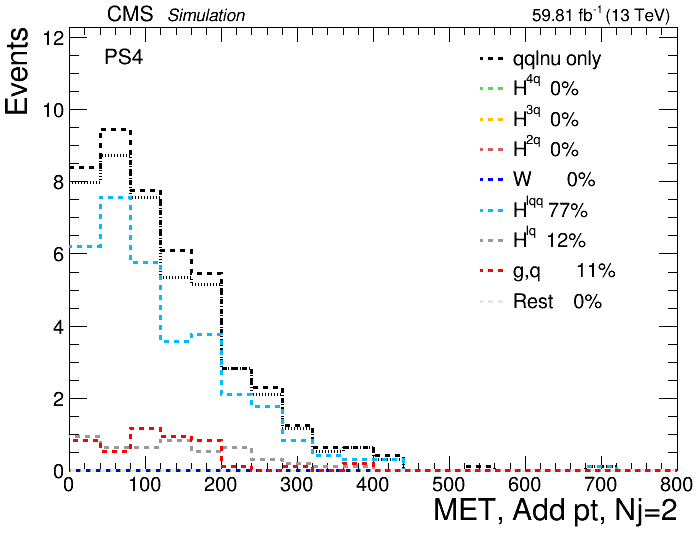 CMS Simulation 59.81 fb⁻¹ (13 TeV)
Events
12
10
8
6
4
2
0
PS4
qqlnu only
H⁴q 0%
H³q 0%
H²q 0%
W 0%
Hlqq 77%
Hlq 12%
g,q 11%
Rest 0%
0 100 200 300 400 500 600 700 800
MET, Add pt, Nj=2